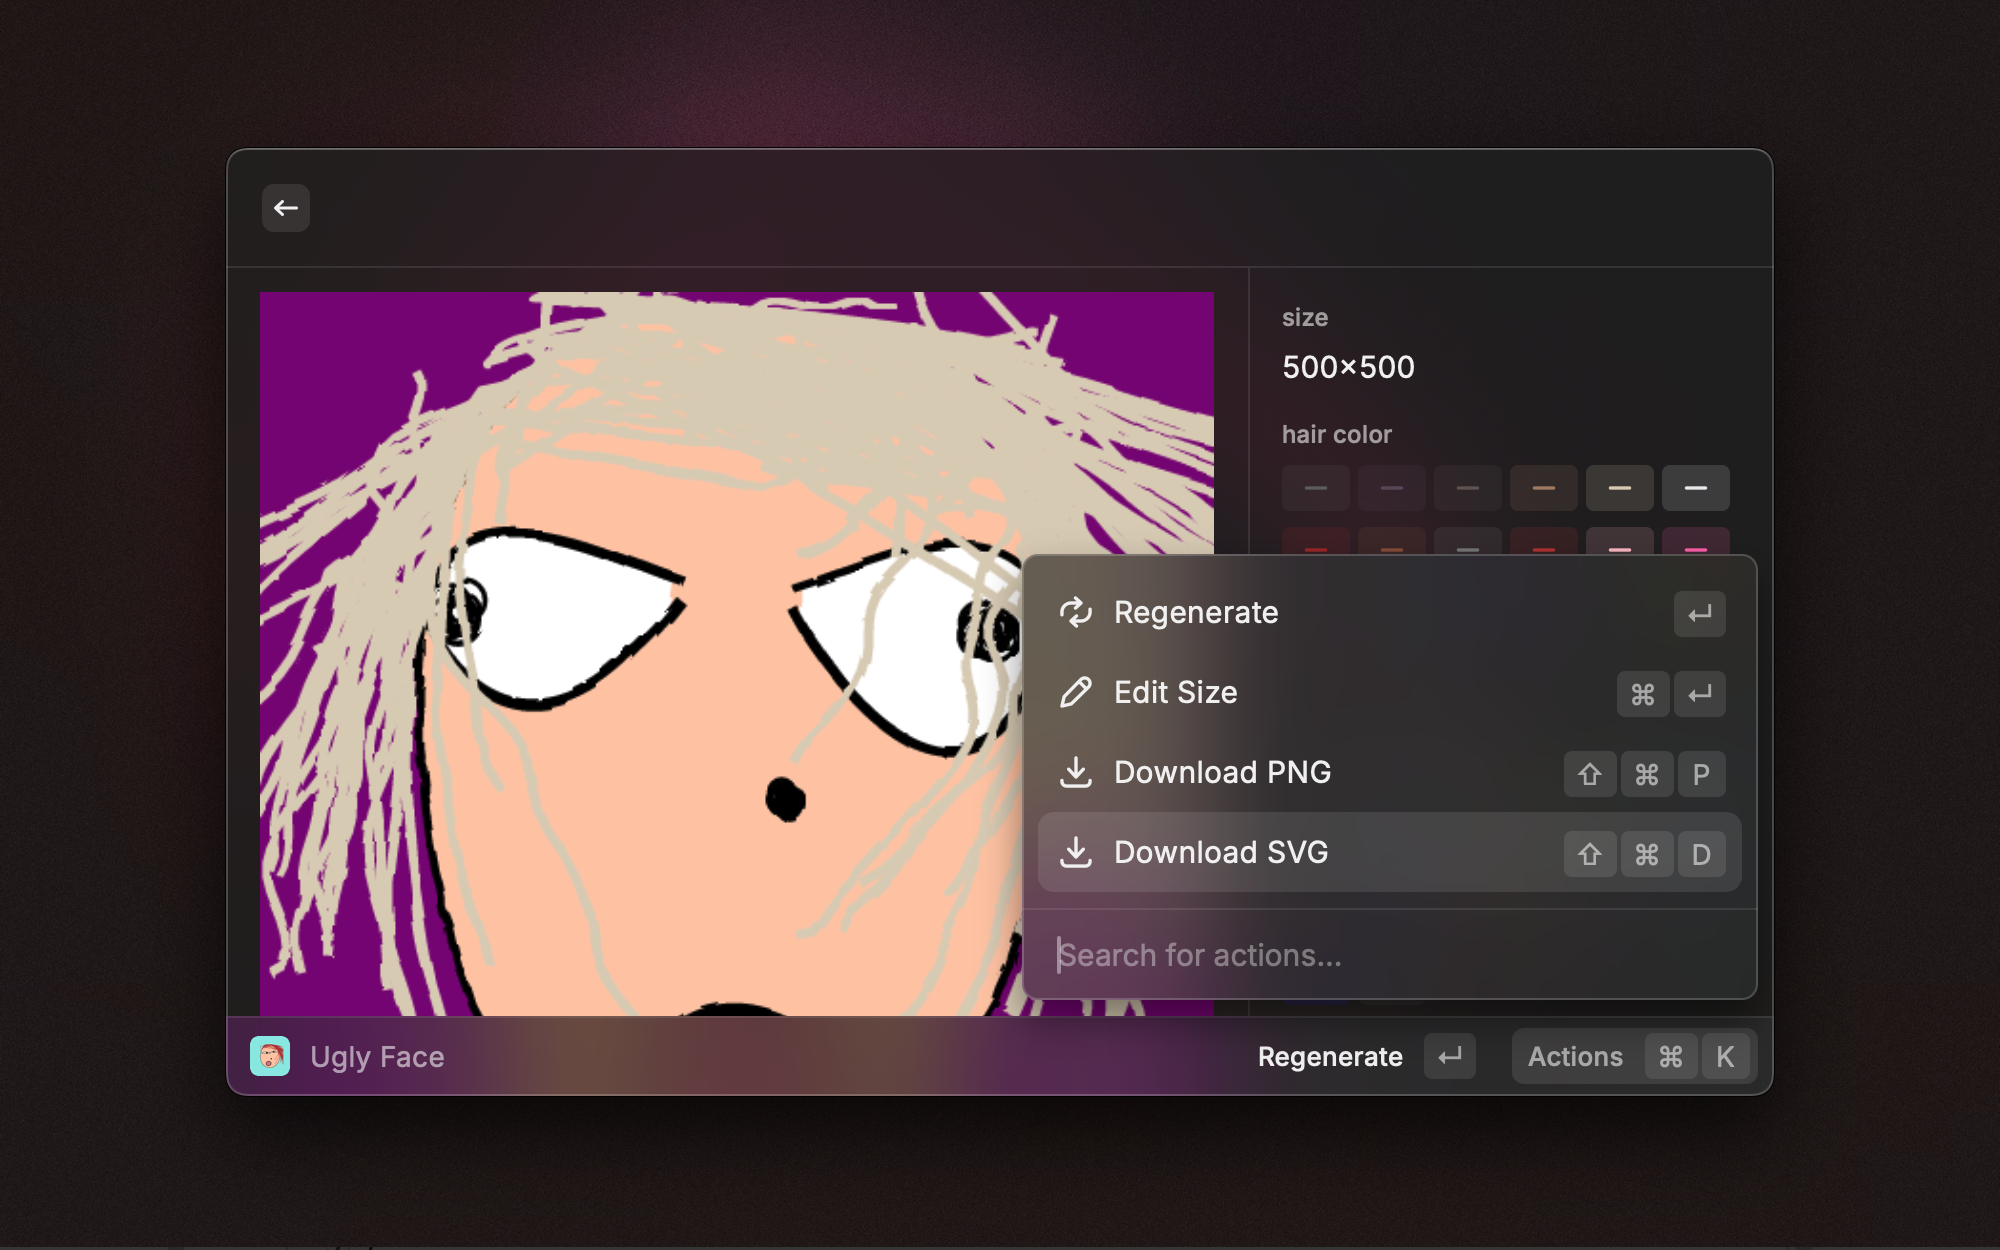 size
500×500
hair color
Regenerate ↵
Edit Size ⌘ ↵
Download PNG ⇧ ⌘ P
Download SVG ⇧ ⌘ D
Search for actions...
Ugly Face
Regenerate ↵
Actions ⌘ K